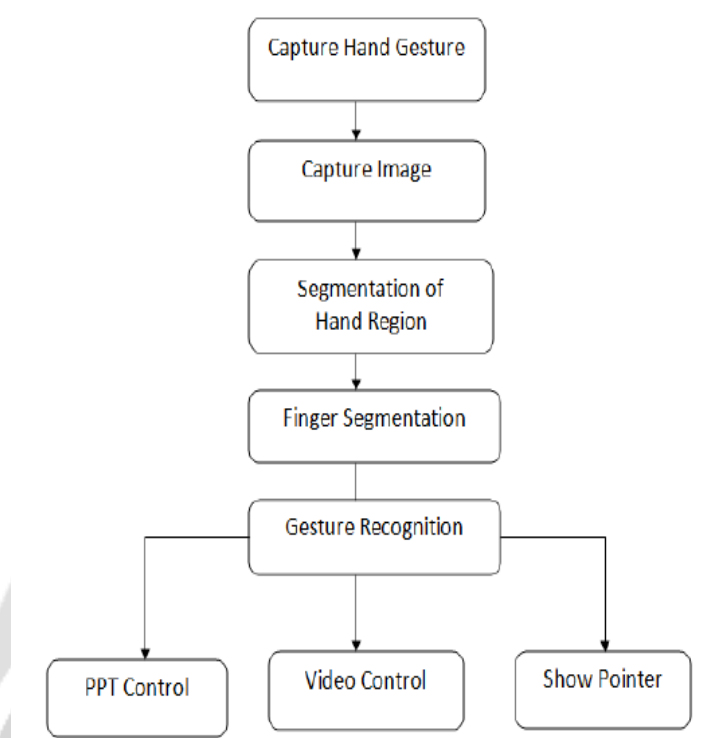 Capture Hand Gesture
Capture Image
Segmentation of
Hand Region
Finger Segmentation
Gesture Recognition
PPT Control
Video Control
Show Pointer